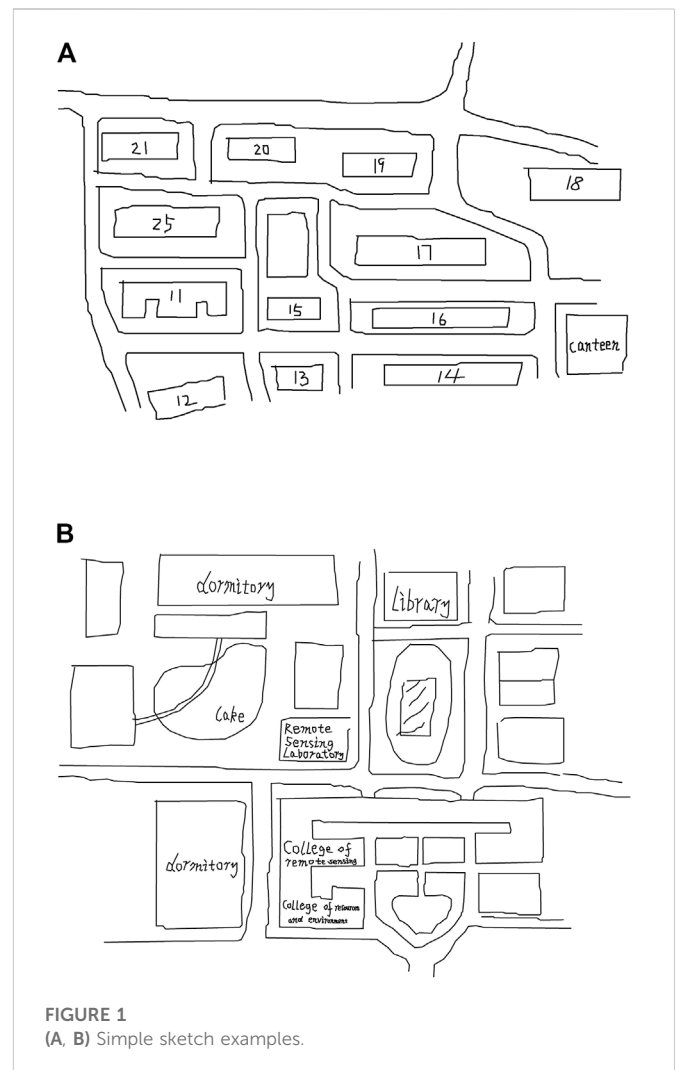 A
21
20
19
18
25
17
11
15
16
canteen
12
13
14
B
dormitory
Library
Lake
Remote
Sensing
Laboratory
dormitory
College of
remote sensing
College of resources
and environment
FIGURE 1
(A, B) Simple sketch examples.